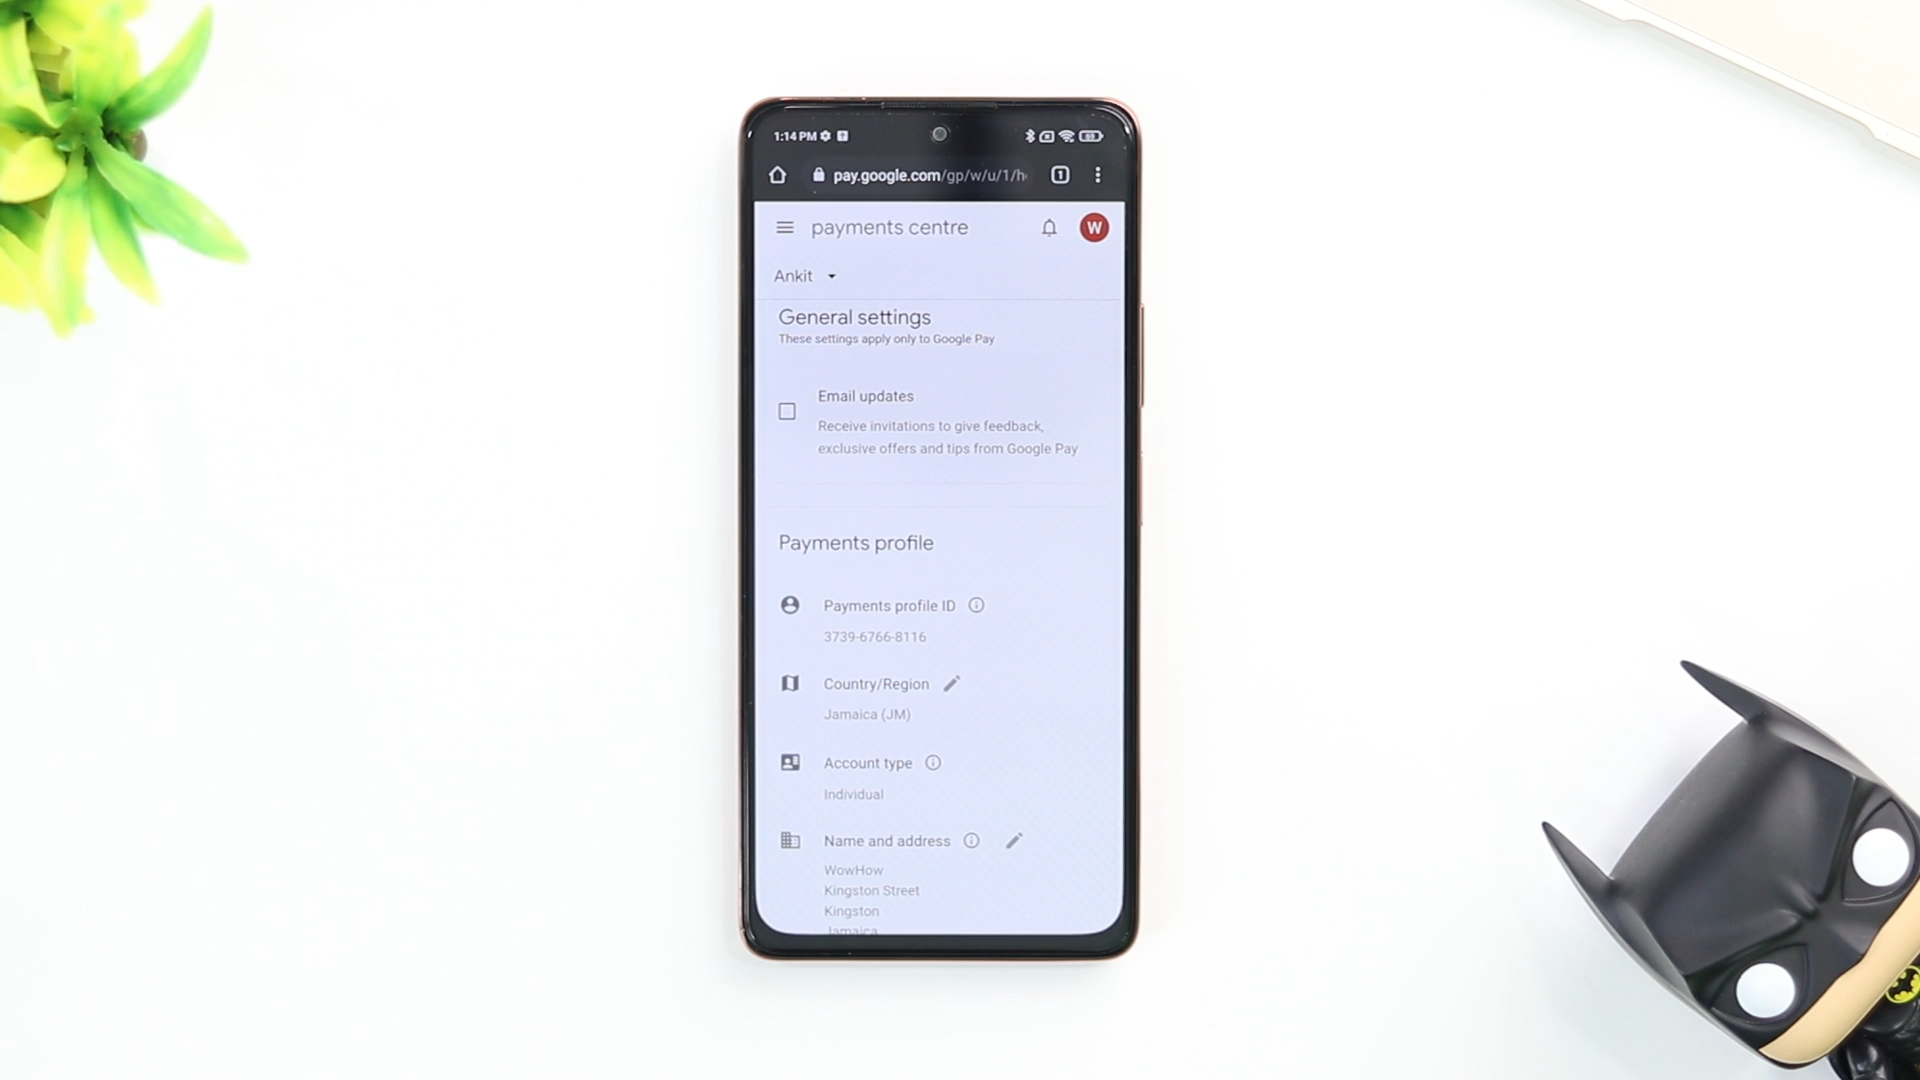 1:14 PM
pay.google.com/gp/w/u/1/h
1
payments centre
W
Ankit
General settings
These settings apply only to Google Pay
Email updates
Receive invitations to give feedback,
exclusive offers and tips from Google Pay
Payments profile
Payments profile ID
3739-6766-8116
Country/Region
Jamaica (JM)
Account type
Individual
Name and address
WowHow
Kingston Street
Kingston
Jamaica